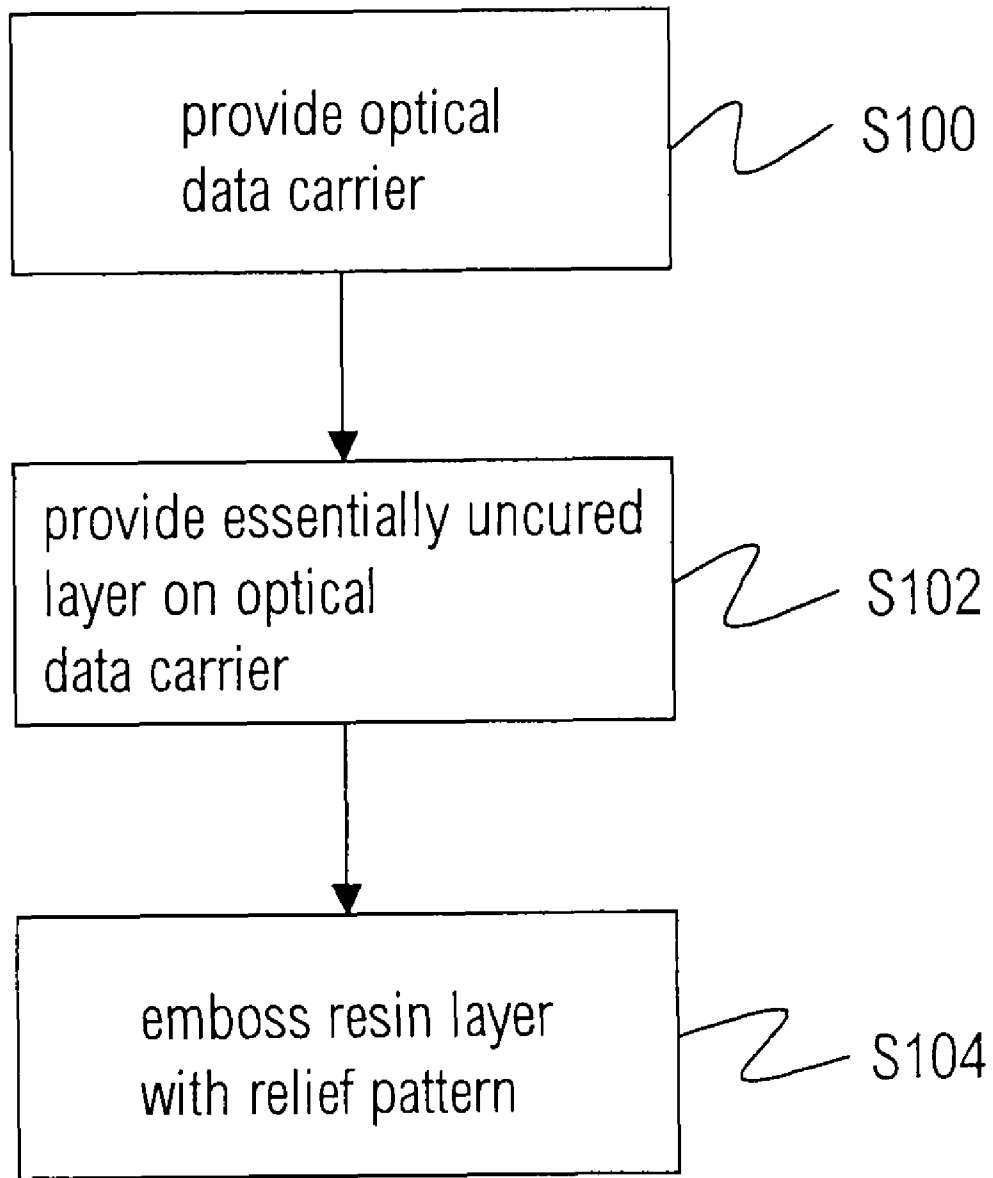 provide optical
data carrier
S100
provide essentially uncured
layer on optical
data carrier
S102
emboss resin layer
with relief pattern
S104